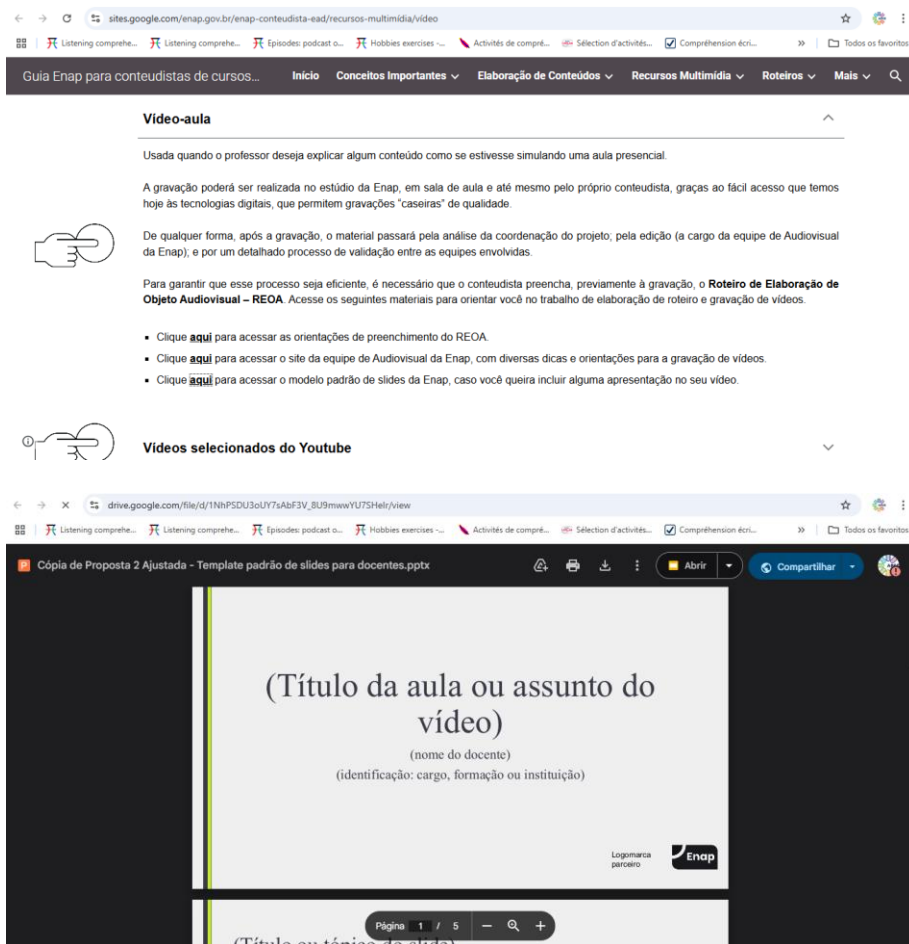 sites.google.com/enap.gov.br/enap-conteudista-ead/recursos-multimídia/vídeo
Listening comprehe... Listening comprehe... Episodes: podcast o... Hobbies exercises -... Activités de compré... Sélection d'activités... Compréhension écri... » Todos os favoritos
Guia Enap para conteudistas de cursos... Início Conceitos Importantes Elaboração de Conteúdos Recursos Multimídia Roteiros Mais
Vídeo-aula
Usada quando o professor deseja explicar algum conteúdo como se estivesse simulando uma aula presencial.
A gravação poderá ser realizada no estúdio da Enap, em sala de aula e até mesmo pelo próprio conteudista, graças ao fácil acesso que temos
hoje às tecnologias digitais, que permitem gravações "caseiras" de qualidade.
De qualquer forma, após a gravação, o material passará pela análise da coordenação do projeto; pela edição (a cargo da equipe de Audiovisual
da Enap); e por um detalhado processo de validação entre as equipes envolvidas.
Para garantir que esse processo seja eficiente, é necessário que o conteudista preencha, previamente à gravação, o Roteiro de Elaboração de
Objeto Audiovisual – REOA. Acesse os seguintes materiais para orientar você no trabalho de elaboração de roteiro e gravação de vídeos.
▪ Clique aqui para acessar as orientações de preenchimento do REOA.
▪ Clique aqui para acessar o site da equipe de Audiovisual da Enap, com diversas dicas e orientações para a gravação de vídeos.
▪ Clique aqui para acessar o modelo padrão de slides da Enap, caso você queira incluir alguma apresentação no seu vídeo.
Vídeos selecionados do Youtube
drive.google.com/file/d/1NhPSDU3oUY7sAbF3V_8U9mwwYU7SHelr/view
Listening comprehe... Listening comprehe... Episodes: podcast o... Hobbies exercises -... Activités de compré... Sélection d'activités... Compréhension écri... » Todos os favoritos
Cópia de Proposta 2 Ajustada - Template padrão de slides para docentes.pptx Abrir Compartilhar
(Título da aula ou assunto do
vídeo)
(nome do docente)
(identificação: cargo, formação ou instituição)
Logomarca
parceiro
Enap
Página 1 / 5
(Título ou tópico do slide)